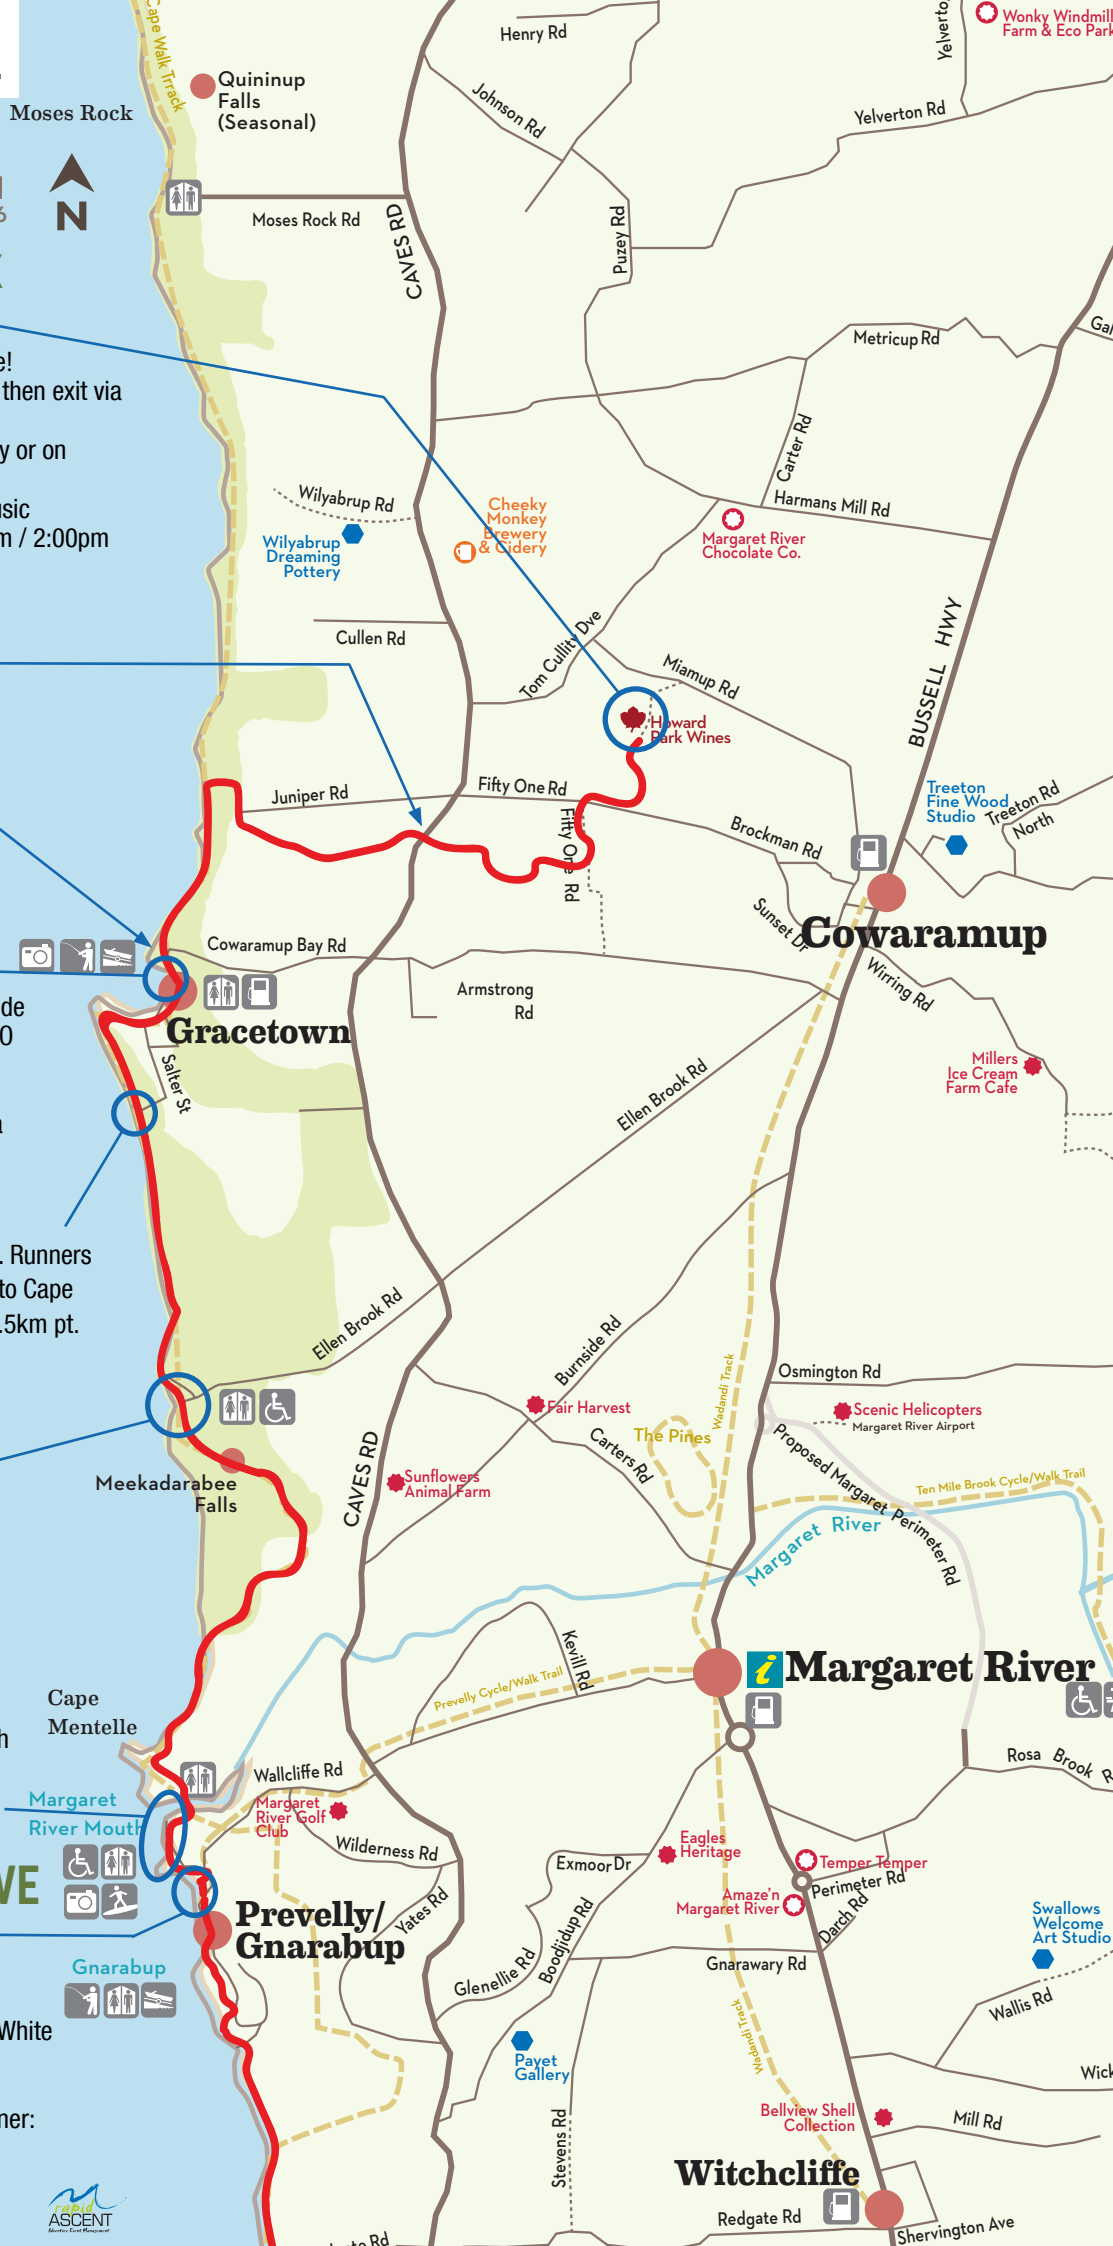 Wonky Windmill
Farm & Eco Park
Henry Rd
Cape Walk Trrack
Quininup
Falls
(Seasonal)
Johnson Rd
Yelverton Rd
Moses Rock
N
Moses Rock Rd
CAVES RD
Puzey Rd
Metricup Rd
e!
then exit via
y or on
Carter Rd
Harmans Mill Rd
Wilyabrup Rd
Cheeky
Monkey
Brewery
& Cidery
Margaret River
Chocolate Co.
Wilyabrup
Dreaming
Pottery
usic
m / 2:00pm
Cullen Rd
Tom Cullity Dve
Miamup Rd
BUSSELL HWY
Howard
Park Wines
Juniper Rd
Fifty One Rd
Fifty One Rd
Brockman Rd
Treeton
Fine Wood
Studio
Treeton Rd
North
Sunset Dr
Cowaramup
Cowaramup Bay Rd
Wirring Rd
Armstrong
Rd
Gracetown
Salter St
Ellen Brook Rd
Millers
Ice Cream
Farm Cafe
. Runners
to Cape
.5km pt.
Ellen Brook Rd
Burnside Rd
Wadandi Track
Osmington Rd
Fair Harvest
Scenic Helicopters
Margaret River Airport
The Pines
Carters Rd
Proposed Margaret Perimeter Rd
CAVES RD
Sunflowers
Animal Farm
Meekadarabee
Falls
Ten Mile Brook Cycle/Walk Trail
Margaret River
Kevill Rd
Margaret River
Prevelly Cycle/Walk Trail
Cape
Mentelle
Rosa Brook R
Wallcliffe Rd
Margaret
River Mouth
Margaret
River Golf
Club
Wilderness Rd
Eagles
Heritage
Exmoor Dr
Temper Temper
Perimeter Rd
Amaze'n
Margaret River
Darch Rd
VE
Prevelly/
Gnarabup
Yates Rd
Boodjidup Rd
Glenellie Rd
Gnarawary Rd
Swallows
Welcome
Art Studio
Gnarabup
Wallis Rd
White
Wadandi Track
Payet
Gallery
Wick
ner:
Bellview Shell
Collection
Mill Rd
Stevens Rd
Witchcliffe
Redgate Rd
Shervington Ave
rapid
ASCENT
Adventure Event Management